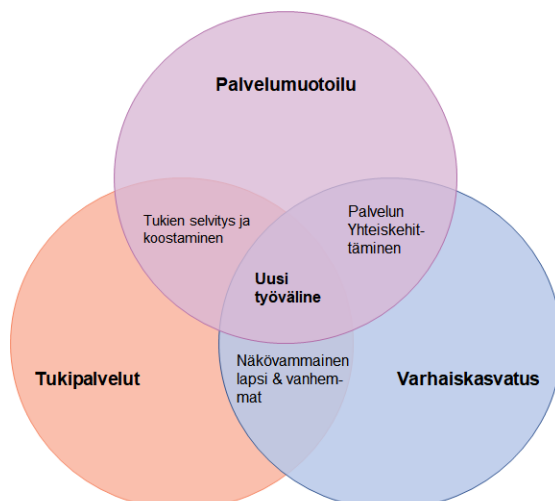 Palvelumuotoilu
Tukien selvitys ja
koostaminen
Palvelun
Yhteiskehit-
täminen
Uusi
työväline
Tukipalvelut
Näkövammainen
lapsi & vanhem-
mat
Varhaiskasvatus